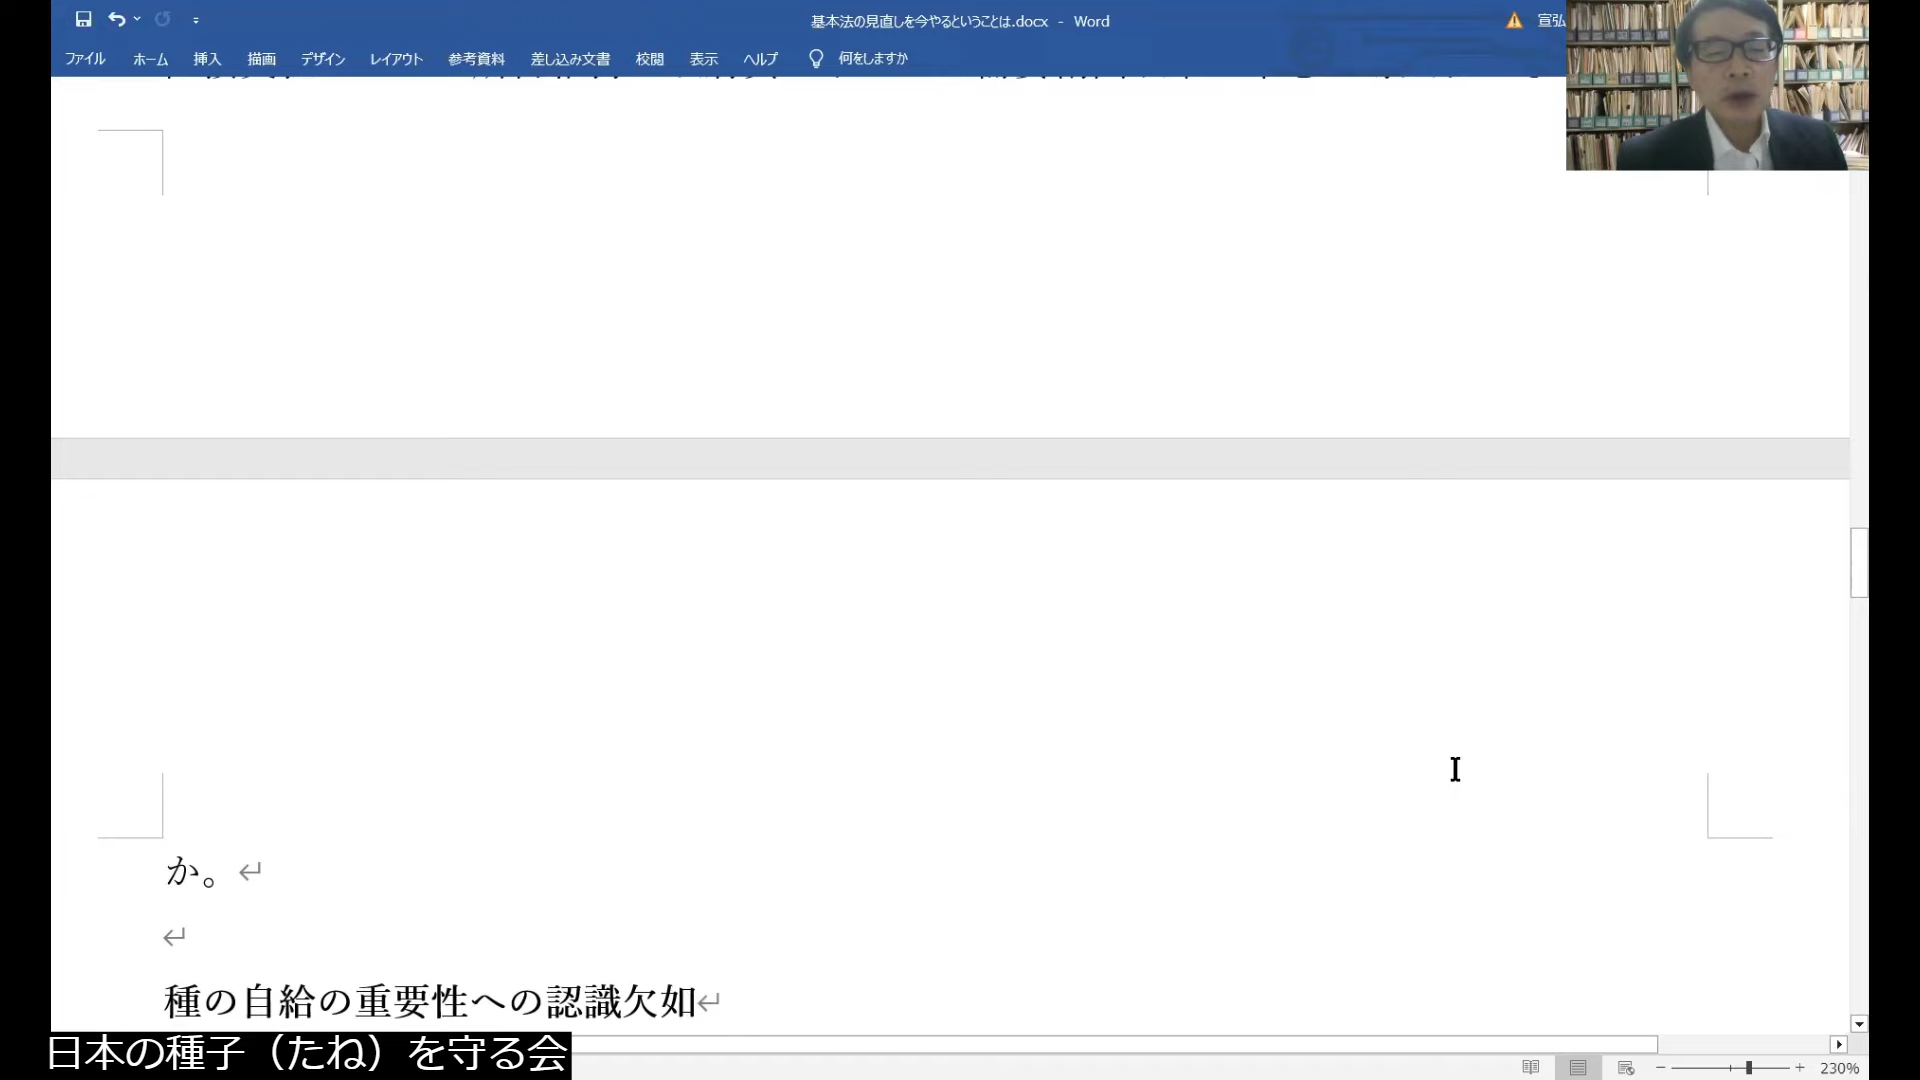 基本法の見直しを今やるということは.docx - Word
宣弘
ファイル ホーム 挿入 描画 デザイン レイアウト 参考資料 差し込み文書 校閲 表示 ヘルプ 何をしますか
か。
種の自給の重要性への認識欠如
日本の種子（たね）を守る会
230%